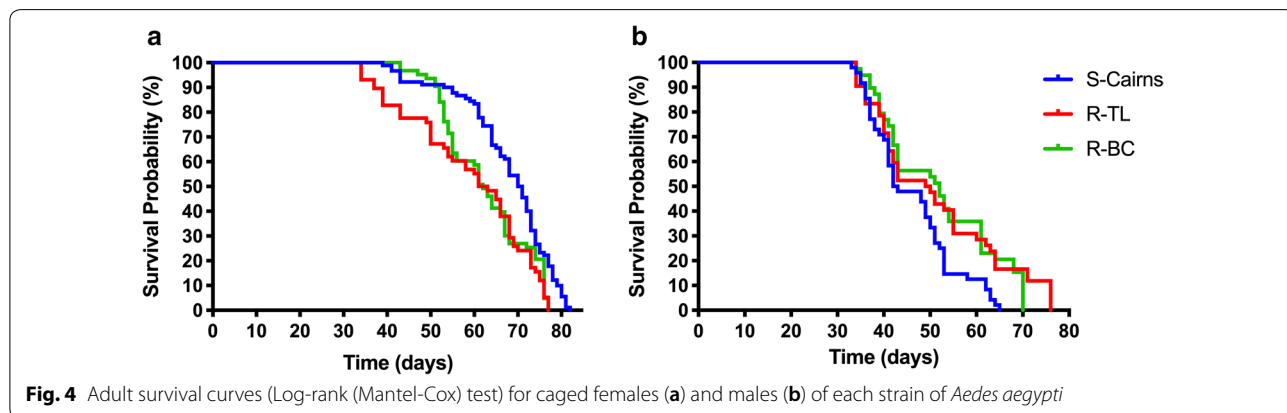 a
b
Survival Probability (%)
100
90
80
70
60
50
40
30
20
10
0
0 10 20 30 40 50 60 70 80
Time (days)
Survival Probability (%)
100
90
80
70
60
50
40
30
20
10
0
0 10 20 30 40 50 60 70 80
Time (days)
S-Cairns
R-TL
R-BC
Fig. 4 Adult survival curves (Log-rank (Mantel-Cox) test) for caged females (a) and males (b) of each strain of Aedes aegypti